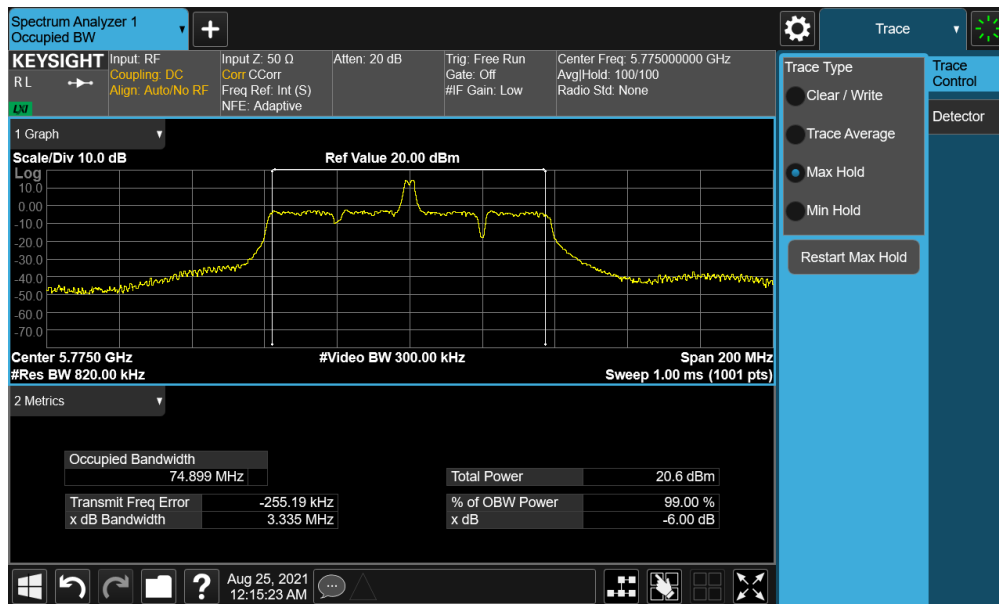 Spectrum Analyzer 1
Occupied BW
+
Trace
KEYSIGHT
R L
LXI
Input: RF
Coupling: DC
Align: Auto/No RF
Input Z: 50 Ω
Corr CCorr
Freq Ref: Int (S)
NFE: Adaptive
Atten: 20 dB
Trig: Free Run
Gate: Off
#IF Gain: Low
Center Freq: 5.775000000 GHz
Avg|Hold: 100/100
Radio Std: None
Trace Type
Clear / Write
Trace Average
Max Hold
Min Hold
Restart Max Hold
Trace
Control
Detector
1 Graph
Scale/Div 10.0 dB
Ref Value 20.00 dBm
Log
10.0
0.00
-10.0
-20.0
-30.0
-40.0
-50.0
-60.0
-70.0
Center 5.7750 GHz
#Video BW 300.00 kHz
Span 200 MHz
#Res BW 820.00 kHz
Sweep 1.00 ms (1001 pts)
2 Metrics
Occupied Bandwidth
74.899 MHz
Total Power 20.6 dBm
Transmit Freq Error -255.19 kHz
% of OBW Power 99.00 %
x dB Bandwidth 3.335 MHz
x dB -6.00 dB
?
Aug 25, 2021
12:15:23 AM